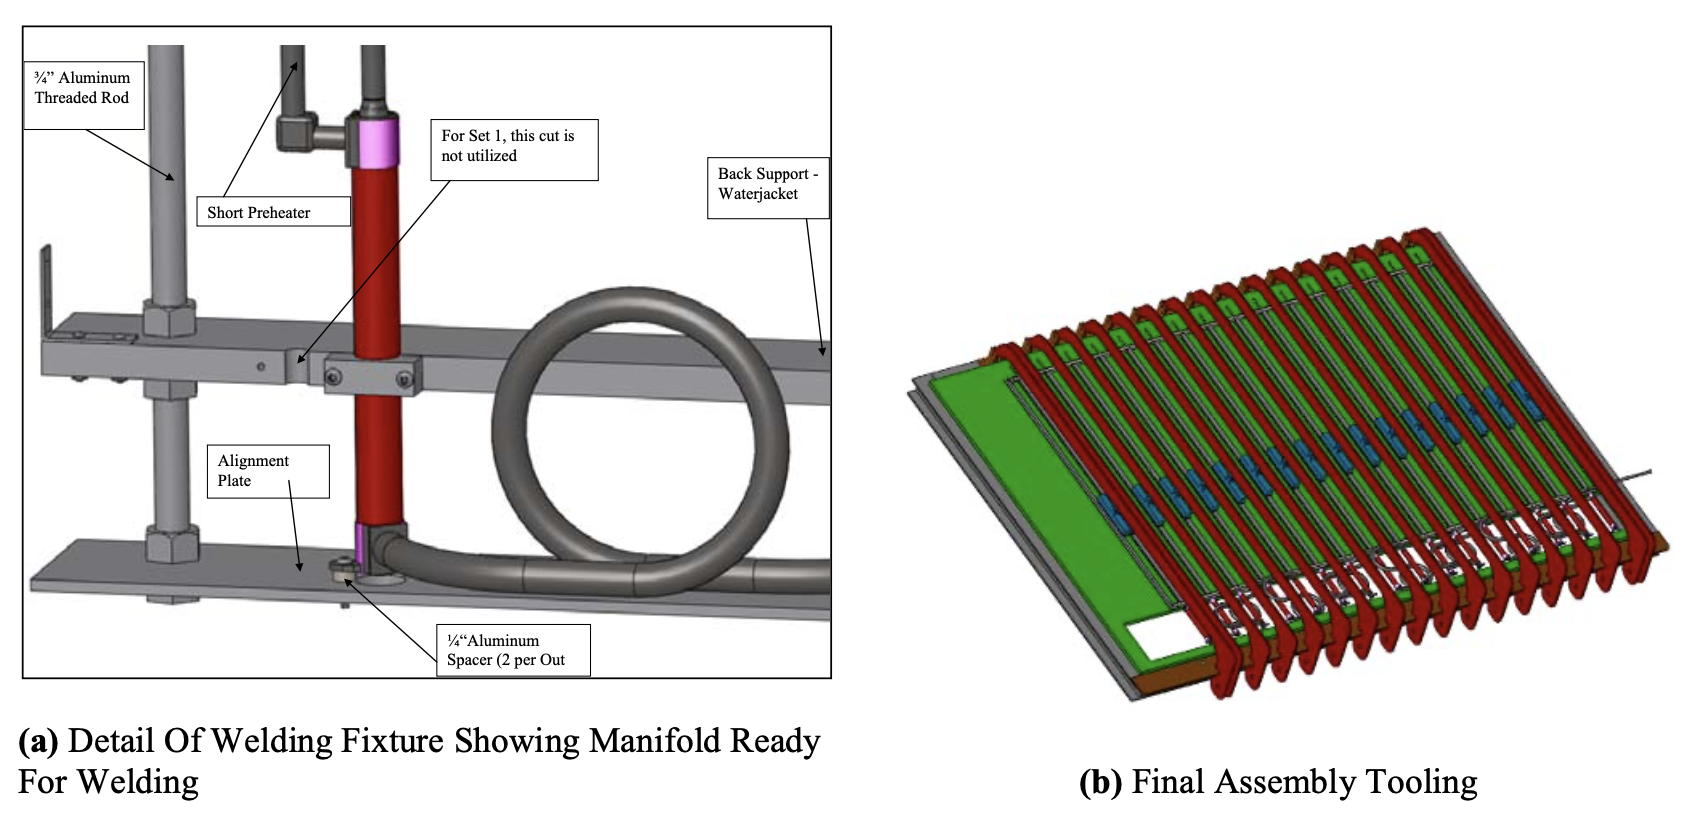 ¾” Aluminum
Threaded Rod
For Set 1, this cut is
not utilized
Back Support -
Waterjacket
Short Preheater
Alignment
Plate
¼“Aluminum
Spacer (2 per Out
(a) Detail Of Welding Fixture Showing Manifold Ready
For Welding
(b) Final Assembly Tooling